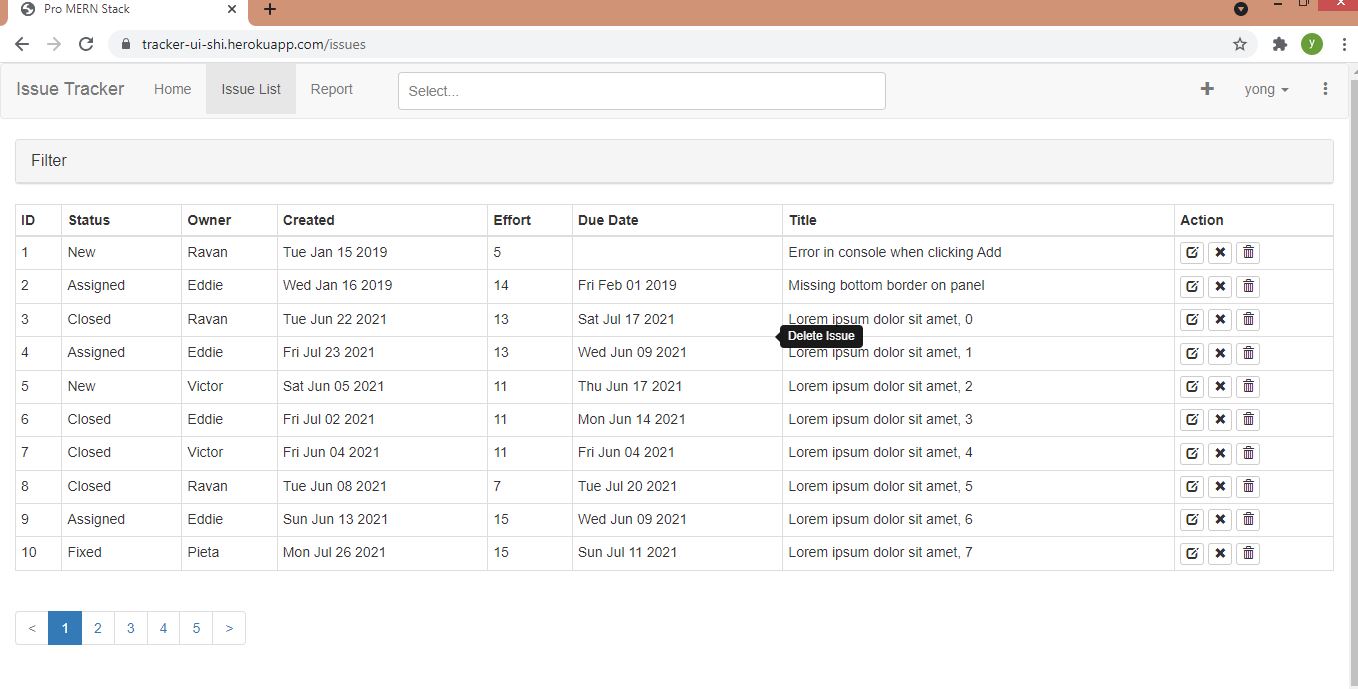 Pro MERN Stack
tracker-ui-shi.herokuapp.com/issues
y
Issue Tracker Home Issue List Report Select... yong
Filter
ID Status Owner Created Effort Due Date Title Action
1 New Ravan Tue Jan 15 2019 5 Error in console when clicking Add
2 Assigned Eddie Wed Jan 16 2019 14 Fri Feb 01 2019 Missing bottom border on panel
3 Closed Ravan Tue Jun 22 2021 13 Sat Jul 17 2021 Lorem ipsum dolor sit amet, 0
Delete Issue
4 Assigned Eddie Fri Jul 23 2021 13 Wed Jun 09 2021 Lorem ipsum dolor sit amet, 1
5 New Victor Sat Jun 05 2021 11 Thu Jun 17 2021 Lorem ipsum dolor sit amet, 2
6 Closed Eddie Fri Jul 02 2021 11 Mon Jun 14 2021 Lorem ipsum dolor sit amet, 3
7 Closed Victor Fri Jun 04 2021 11 Fri Jun 04 2021 Lorem ipsum dolor sit amet, 4
8 Closed Ravan Tue Jun 08 2021 7 Tue Jul 20 2021 Lorem ipsum dolor sit amet, 5
9 Assigned Eddie Sun Jun 13 2021 15 Wed Jun 09 2021 Lorem ipsum dolor sit amet, 6
10 Fixed Pieta Mon Jul 26 2021 15 Sun Jul 11 2021 Lorem ipsum dolor sit amet, 7
< 1 2 3 4 5 >